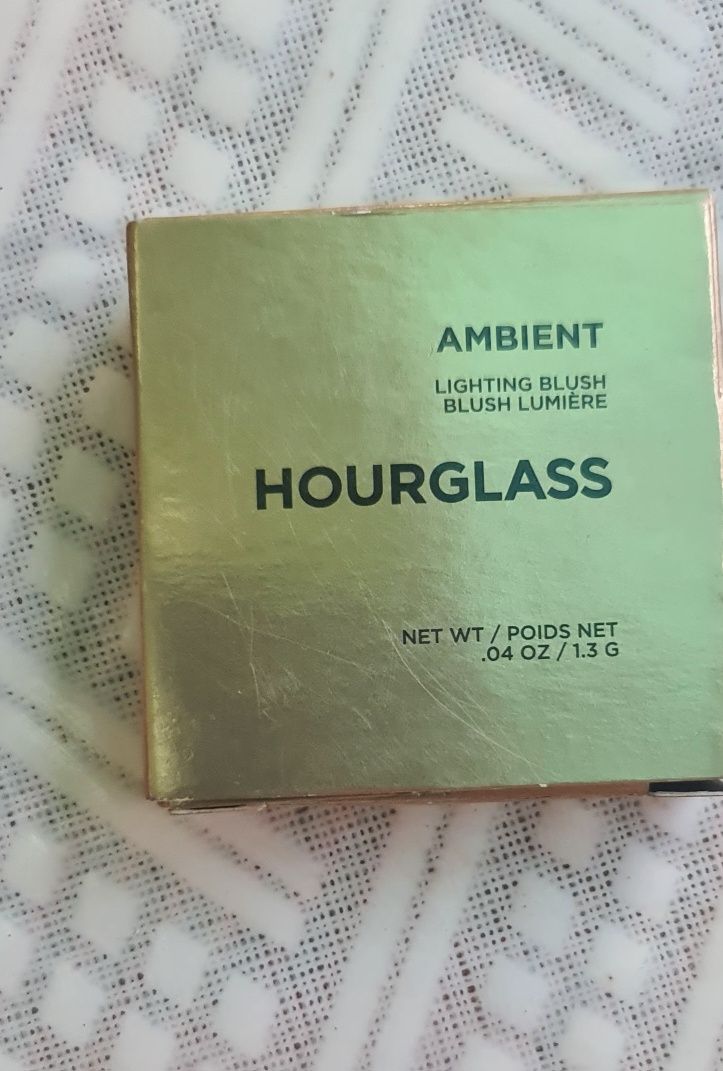 AMBIENT
LIGHTING BLUSH
BLUSH LUMIÈRE
HOURGLASS
NET WT / POIDS NET
.04 OZ / 1.3 G